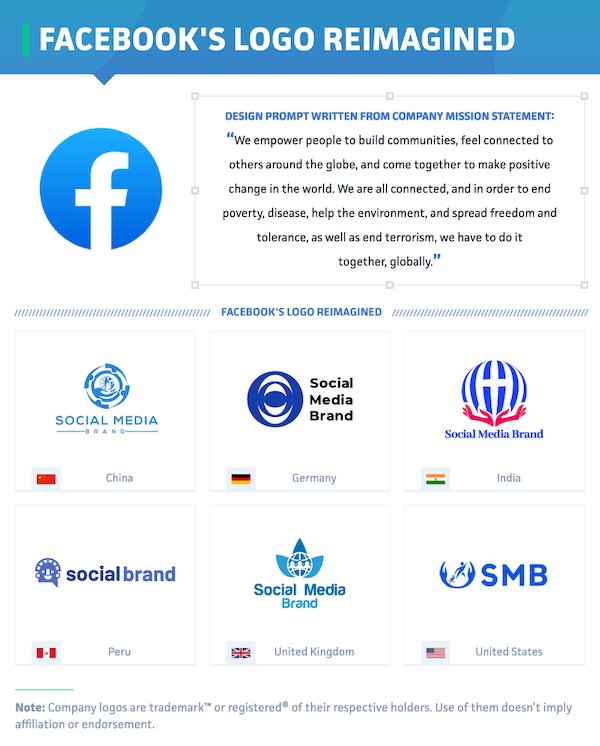 FACEBOOK'S LOGO REIMAGINED
DESIGN PROMPT WRITTEN FROM COMPANY MISSION STATEMENT:
“We empower people to build communities, feel connected to
others around the globe, and come together to make positive
change in the world. We are all connected, and in order to end
poverty, disease, help the environment, and spread freedom and
tolerance, as well as end terrorism, we have to do it
together, globally.”
FACEBOOK'S LOGO REIMAGINED
SOCIAL MEDIA
BRAND
China
Social
Media
Brand
Germany
Social Media Brand
India
social brand
Peru
Social Media
Brand
United Kingdom
SMB
United States
Note: Company logos are trademark™ or registered® of their respective holders. Use of them doesn’t imply
affiliation or endorsement.